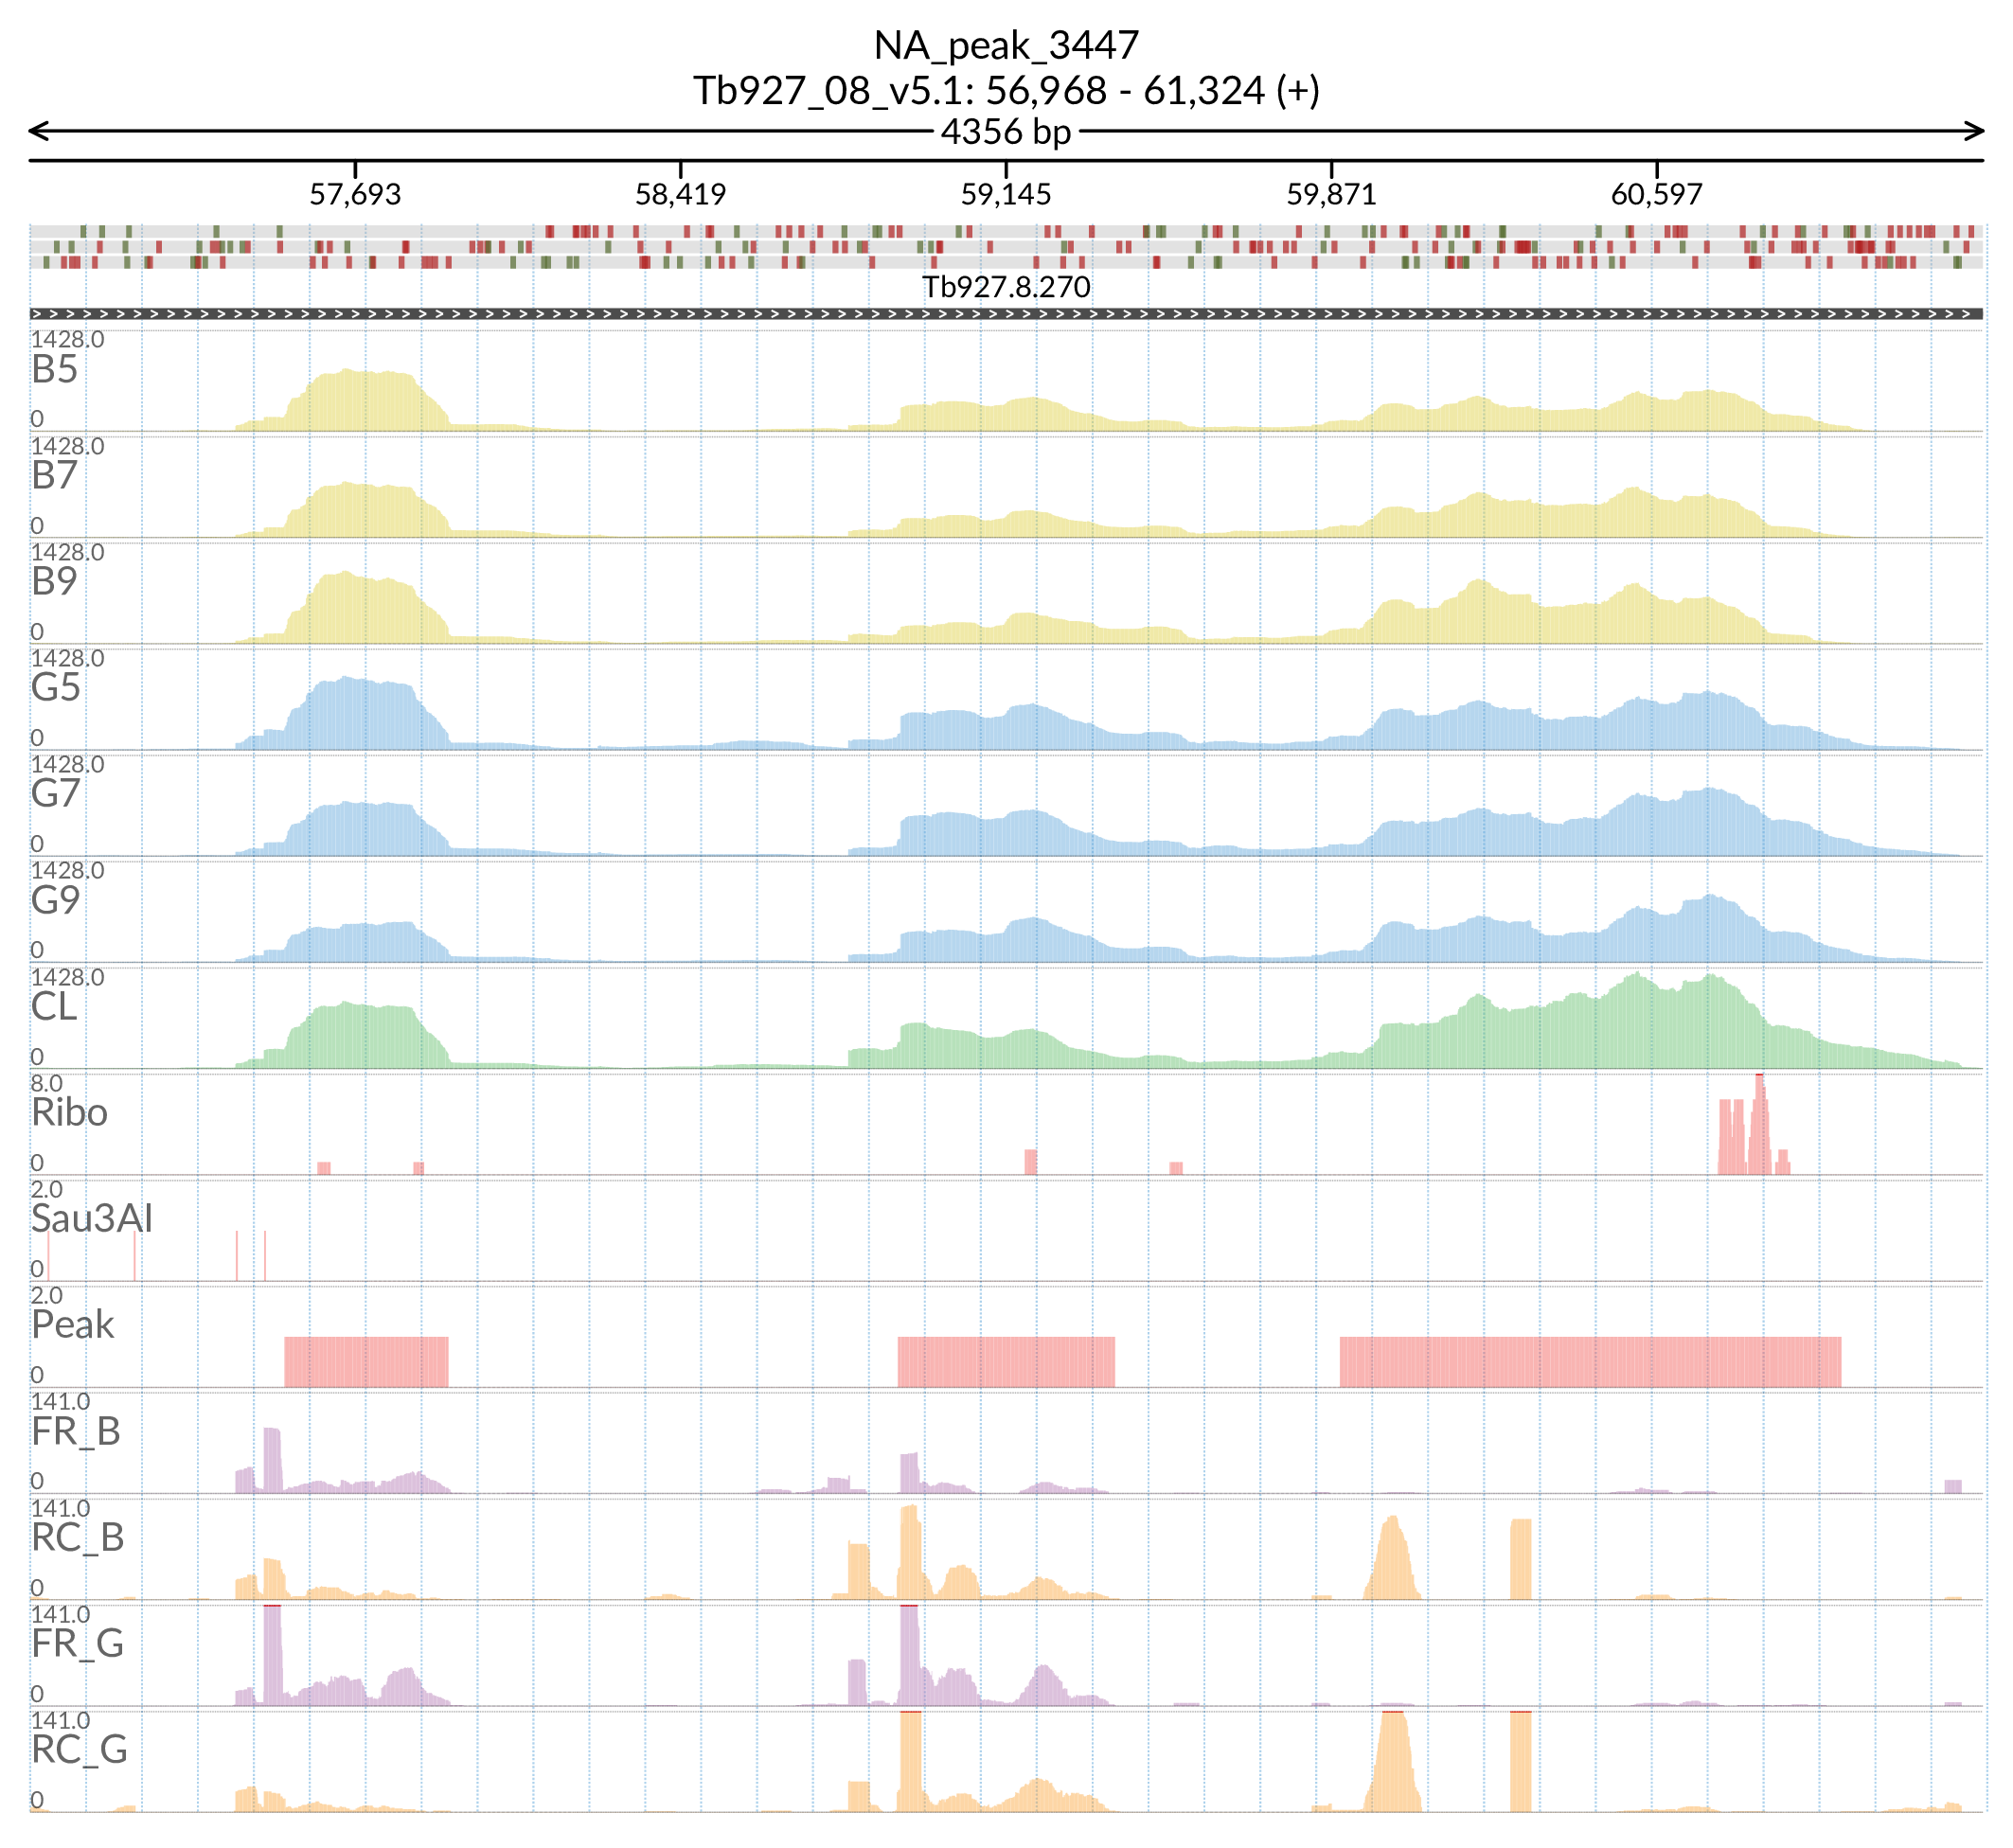 NA_peak_3447
Tb927_08_v5.1: 56,968 - 61,324 (+)
4356 bp
57,693 58,419 59,145 59,871 60,597
Tb927.8.270
1428.0
B5
0
1428.0
B7
0
1428.0
B9
0
1428.0
G5
0
1428.0
G7
0
1428.0
G9
0
1428.0
CL
0
8.0
Ribo
0
2.0
Sau3AI
0
2.0
Peak
0
141.0
FR_B
0
141.0
RC_B
0
141.0
FR_G
0
141.0
RC_G
0